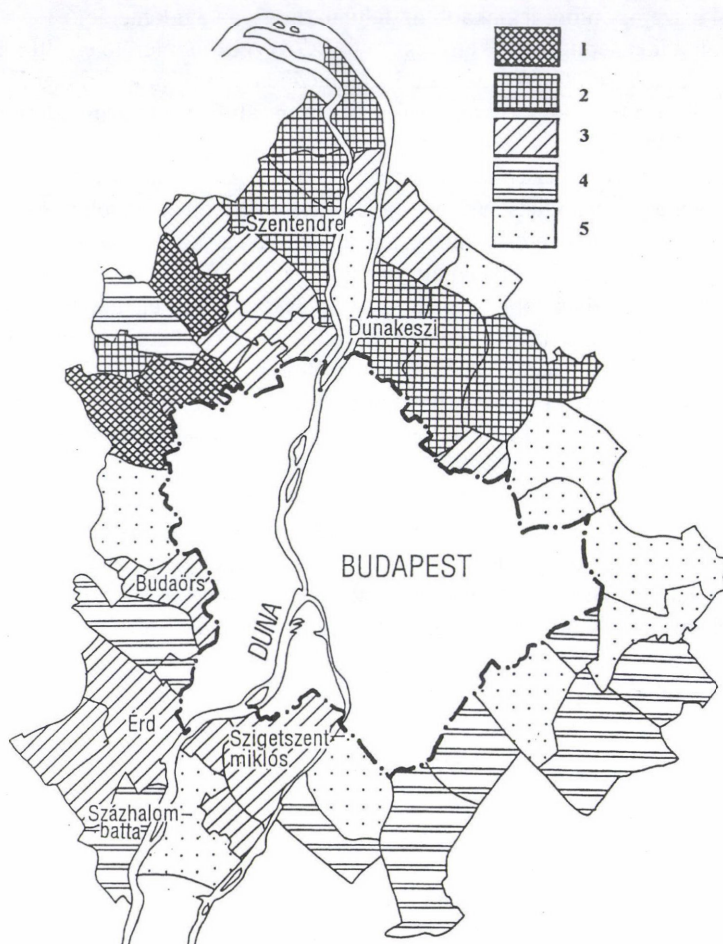 1
2
3
4
5
Szentendre
Dunakeszi
BUDAPEST
Budaörs
DUNA
Érd
Szigetszent-
miklós
Százhalom-
batta